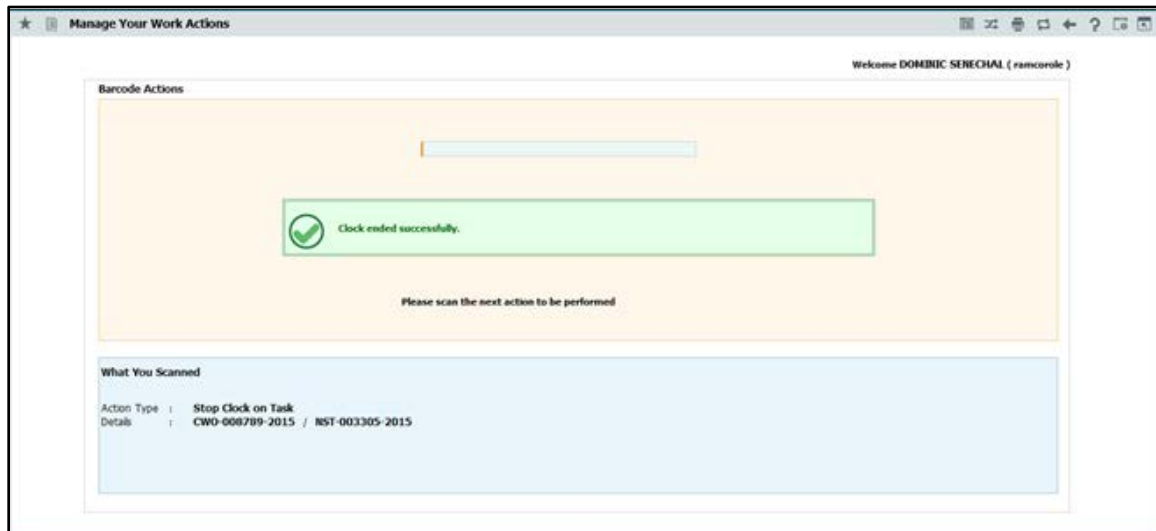 Manage Your Work Actions
?
Welcome DOMINIC SENECHAL ( ramcorole )
Barcode Actions
Clock ended successfully.
Please scan the next action to be performed
What You Scanned
Action Type : Stop Clock on Task
Details : CWO-008789-2015 / NST-003305-2015